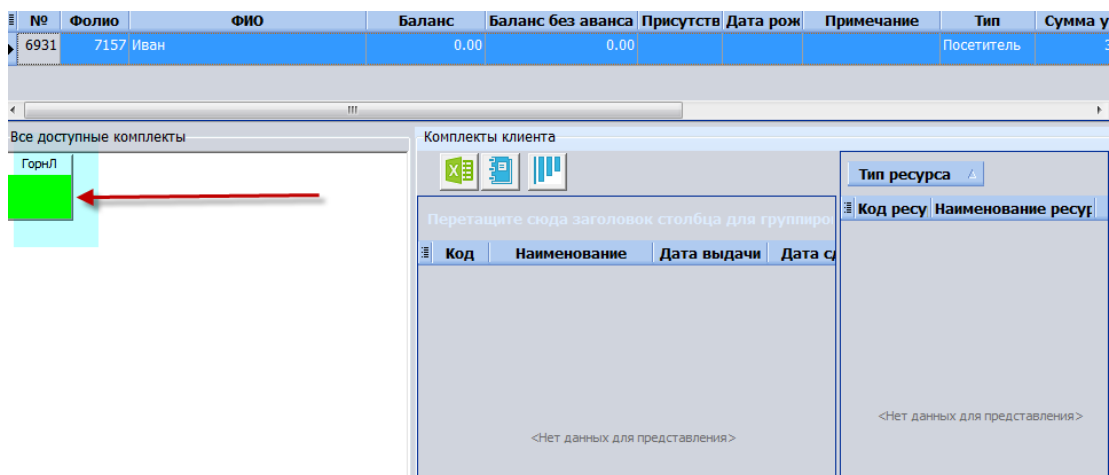 № Фолио ФИО Баланс Баланс без аванса Присутств Дата рож Примечание Тип Сумма у
6931 7157 Иван 0.00 0.00 Посетитель 3
Все доступные комплекты Комплекты клиента
ГорнЛ
Тип ресурса
Перетащите сюда заголовок столбца для группиро
Код ресу Наименование ресур
Код Наименование Дата выдачи Дата сд
<Нет данных для представления>
<Нет данных для представления>